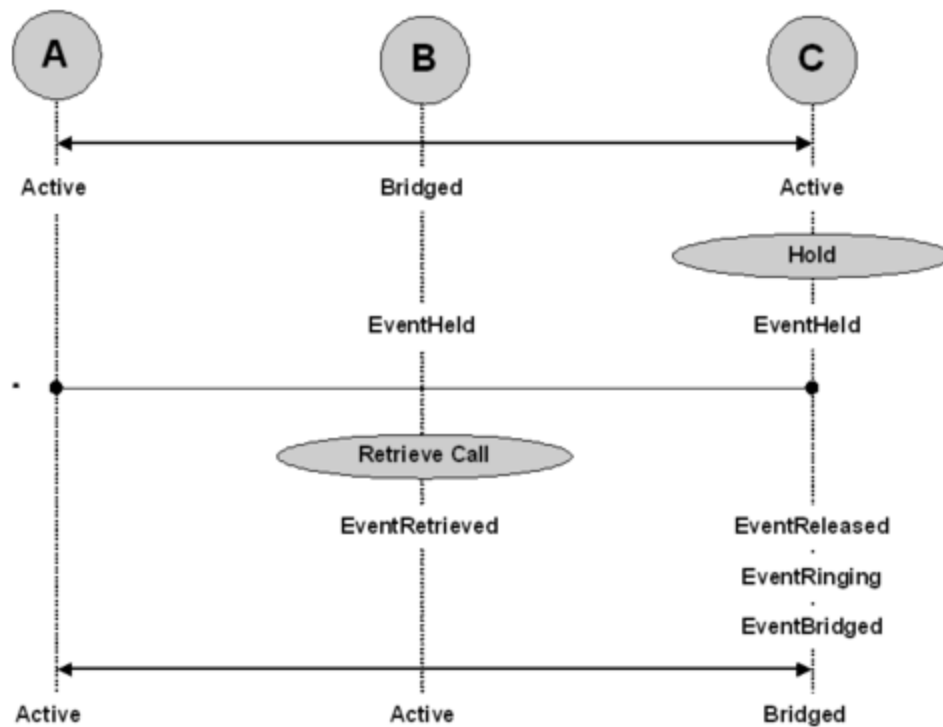 A B C
Active Bridged Active
Hold
EventHeld EventHeld
Retrieve Call
EventRetrieved EventReleased
EventRinging
EventBridged
Active Active Bridged